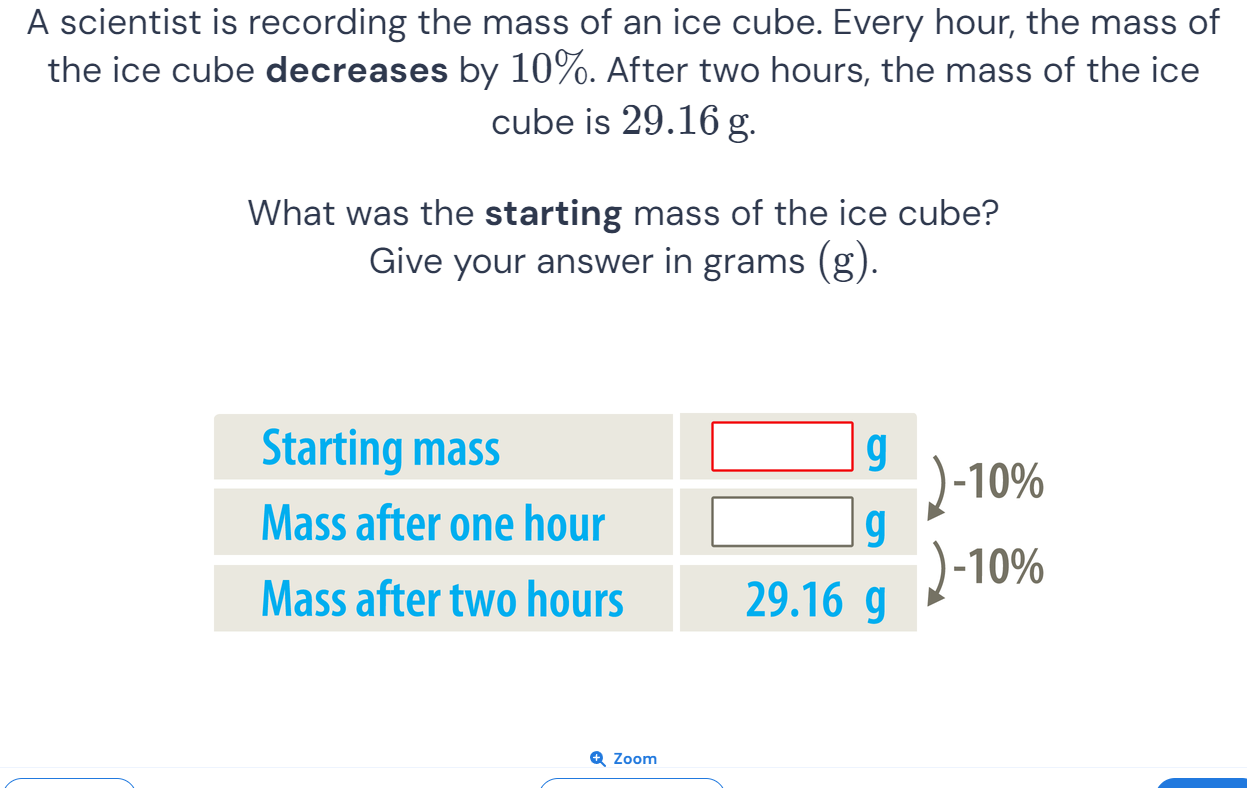 A scientist is recording the mass of an ice cube. Every hour, the mass of
the ice cube decreases by 10%. After two hours, the mass of the ice
cube is 29.16 g.
What was the starting mass of the ice cube?
Give your answer in grams (g).
Starting mass g
-10%
Mass after one hour g
-10%
Mass after two hours 29.16 g
Zoom